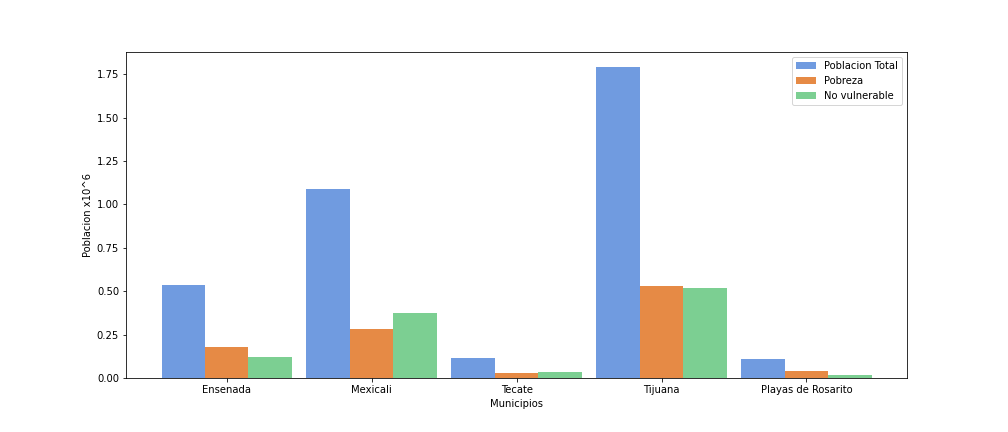 Poblacion Total
Pobreza
No vulnerable
1.75
1.50
1.25
1.00
0.75
0.50
0.25
0.00
Poblacion x10^6
Ensenada
Mexicali
Tecate
Tijuana
Playas de Rosarito
Municipios